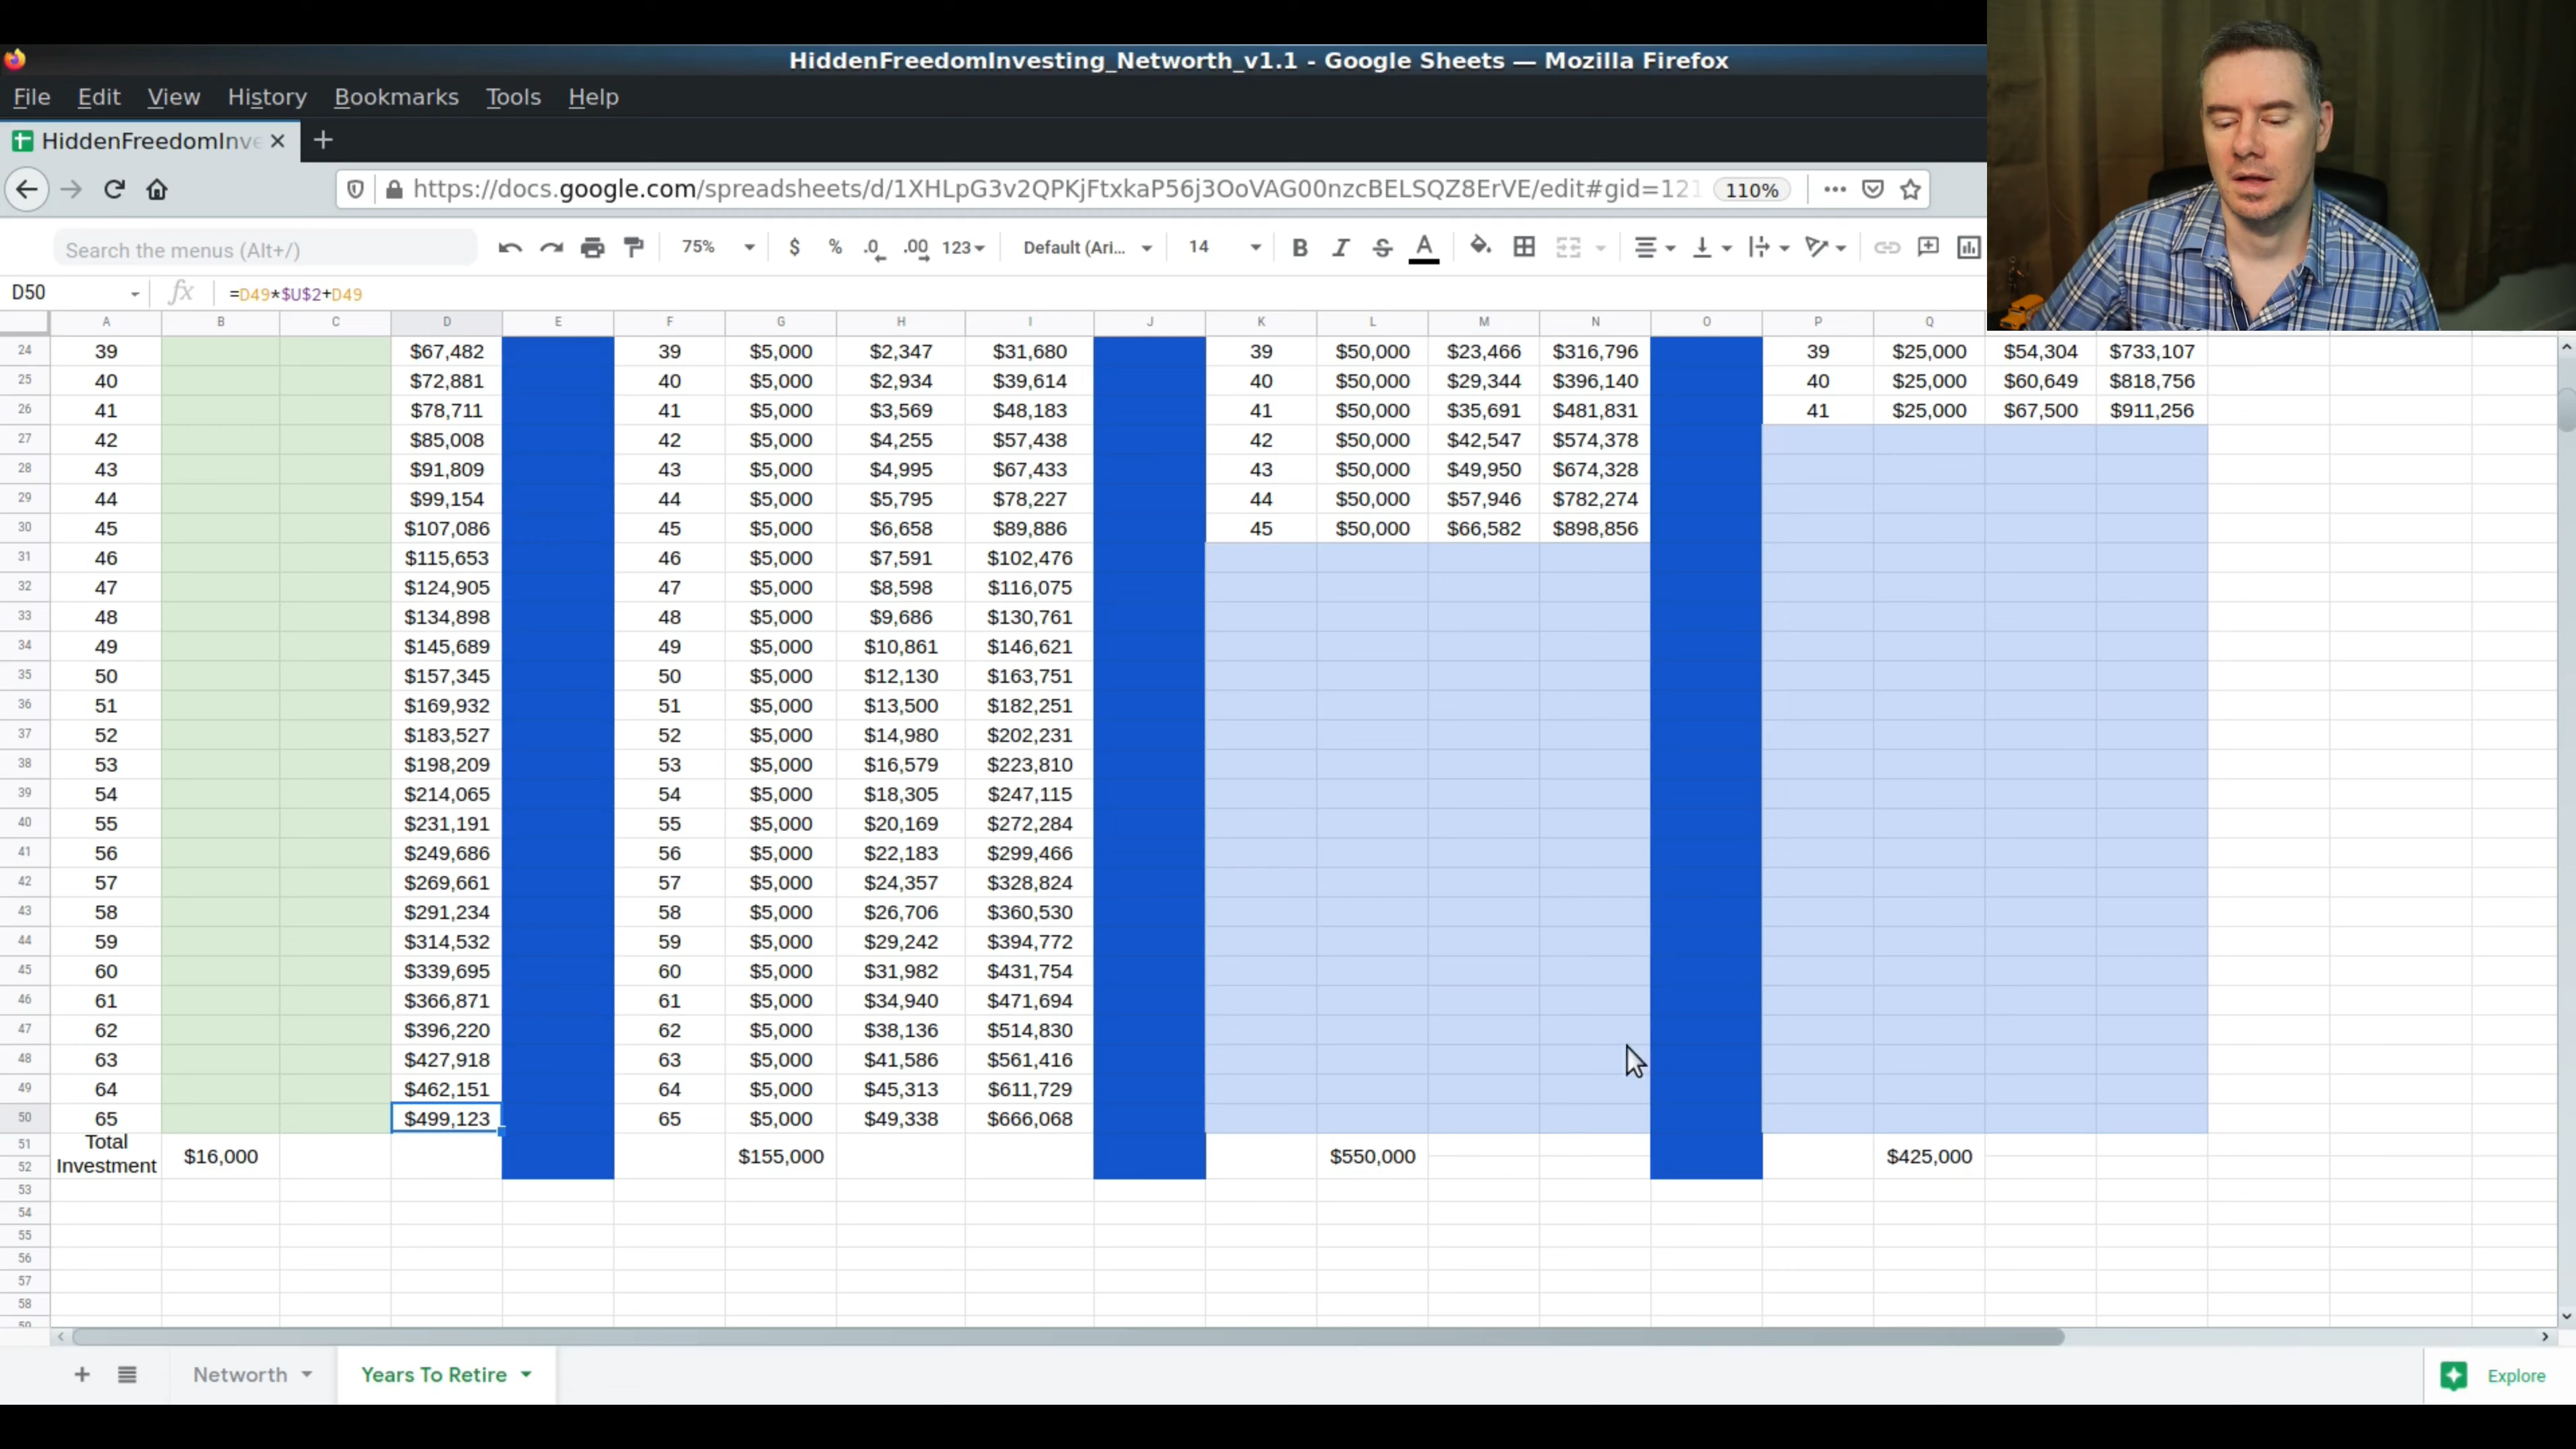 HiddenFreedomInvesting_Networth_v1.1 - Google Sheets — Mozilla Firefox
File Edit View History Bookmarks Tools Help
HiddenFreedomInve
https://docs.google.com/spreadsheets/d/1XHLpG3v2QPKjFtxkaP56j3OoVAG00nzcBELSQZ8ErVE/edit#gid=121 110%
Search the menus (Alt+/) 75% $ % .0 .00 123 Default (Ari... 14 B I S A
D50 fx =D49*$U$2+D49
A B C D E F G H I J K L M N O P Q
24 39 $67,482 39 $5,000 $2,347 $31,680 39 $50,000 $23,466 $316,796 39 $25,000 $54,304 $733,107
25 40 $72,881 40 $5,000 $2,934 $39,614 40 $50,000 $29,344 $396,140 40 $25,000 $60,649 $818,756
26 41 $78,711 41 $5,000 $3,569 $48,183 41 $50,000 $35,691 $481,831 41 $25,000 $67,500 $911,256
27 42 $85,008 42 $5,000 $4,255 $57,438 42 $50,000 $42,547 $574,378
28 43 $91,809 43 $5,000 $4,995 $67,433 43 $50,000 $49,950 $674,328
29 44 $99,154 44 $5,000 $5,795 $78,227 44 $50,000 $57,946 $782,274
30 45 $107,086 45 $5,000 $6,658 $89,886 45 $50,000 $66,582 $898,856
31 46 $115,653 46 $5,000 $7,591 $102,476
32 47 $124,905 47 $5,000 $8,598 $116,075
33 48 $134,898 48 $5,000 $9,686 $130,761
34 49 $145,689 49 $5,000 $10,861 $146,621
35 50 $157,345 50 $5,000 $12,130 $163,751
36 51 $169,932 51 $5,000 $13,500 $182,251
37 52 $183,527 52 $5,000 $14,980 $202,231
38 53 $198,209 53 $5,000 $16,579 $223,810
39 54 $214,065 54 $5,000 $18,305 $247,115
40 55 $231,191 55 $5,000 $20,169 $272,284
41 56 $249,686 56 $5,000 $22,183 $299,466
42 57 $269,661 57 $5,000 $24,357 $328,824
43 58 $291,234 58 $5,000 $26,706 $360,530
44 59 $314,532 59 $5,000 $29,242 $394,772
45 60 $339,695 60 $5,000 $31,982 $431,754
46 61 $366,871 61 $5,000 $34,940 $471,694
47 62 $396,220 62 $5,000 $38,136 $514,830
48 63 $427,918 63 $5,000 $41,586 $561,416
49 64 $462,151 64 $5,000 $45,313 $611,729
50 65 $499,123 65 $5,000 $49,338 $666,068
51 Total
52 Investment $16,000 $155,000 $550,000 $425,000
53
54
55
56
57
58
59
Networth Years To Retire Explore